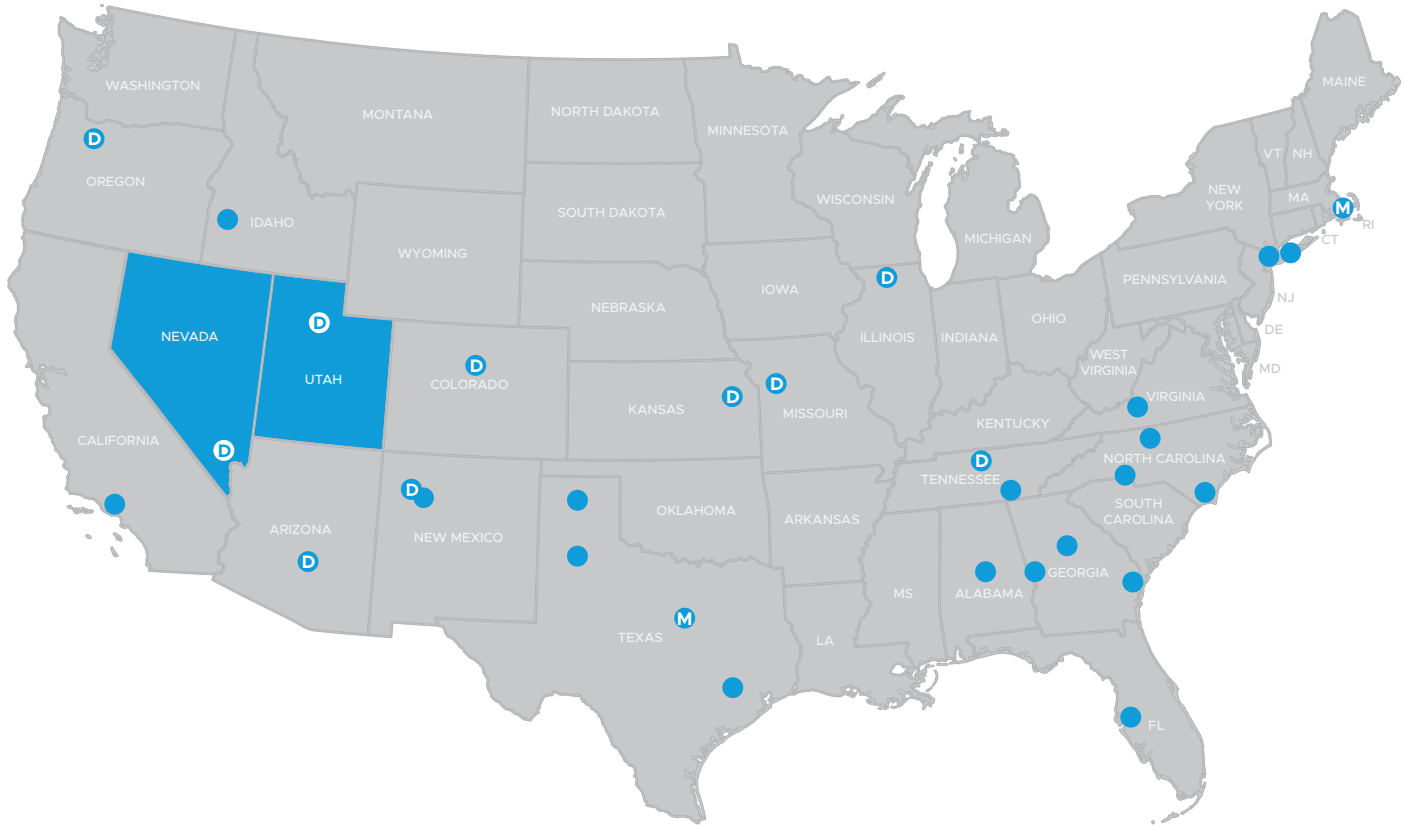 WASHINGTON
MAINE
MONTANA
NORTH DAKOTA
MINNESOTA
D
OREGON
VT
NH
WISCONSIN
NEW
YORK
MA
M
RI
SOUTH DAKOTA
IDAHO
MICHIGAN
CT
WYOMING
PENNSYLVANIA
D
IOWA
NJ
NEBRASKA
OHIO
D
NEVADA
ILLINOIS
INDIANA
DE
WEST
VIRGINIA
MD
D
UTAH
COLORADO
D
D
KANSAS
MISSOURI
VIRGINIA
KENTUCKY
CALIFORNIA
D
D
NORTH CAROLINA
TENNESSEE
D
OKLAHOMA
SOUTH
CAROLINA
ARKANSAS
ARIZONA
NEW MEXICO
D
GEORGIA
MS
ALABAMA
M
TEXAS
LA
FL